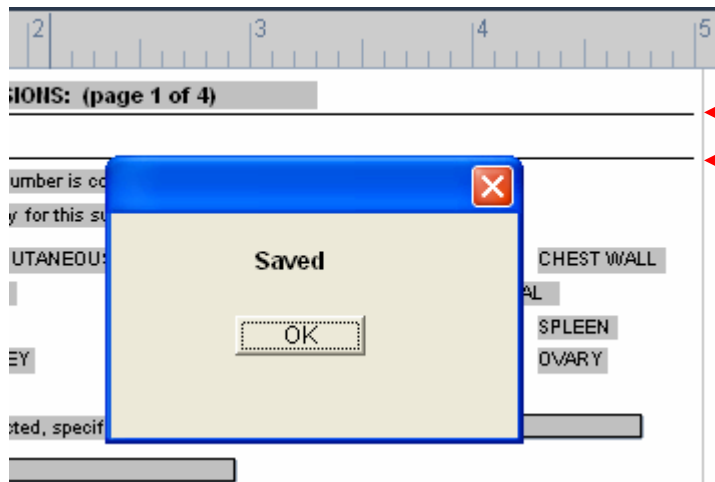 2 3 4 5
SIONS: (page 1 of 4)
umber is co
y for this su
UTANEOUS CHEST WALL
Saved
AL
OK
SPLEEN
EY OVARY
cted, specif